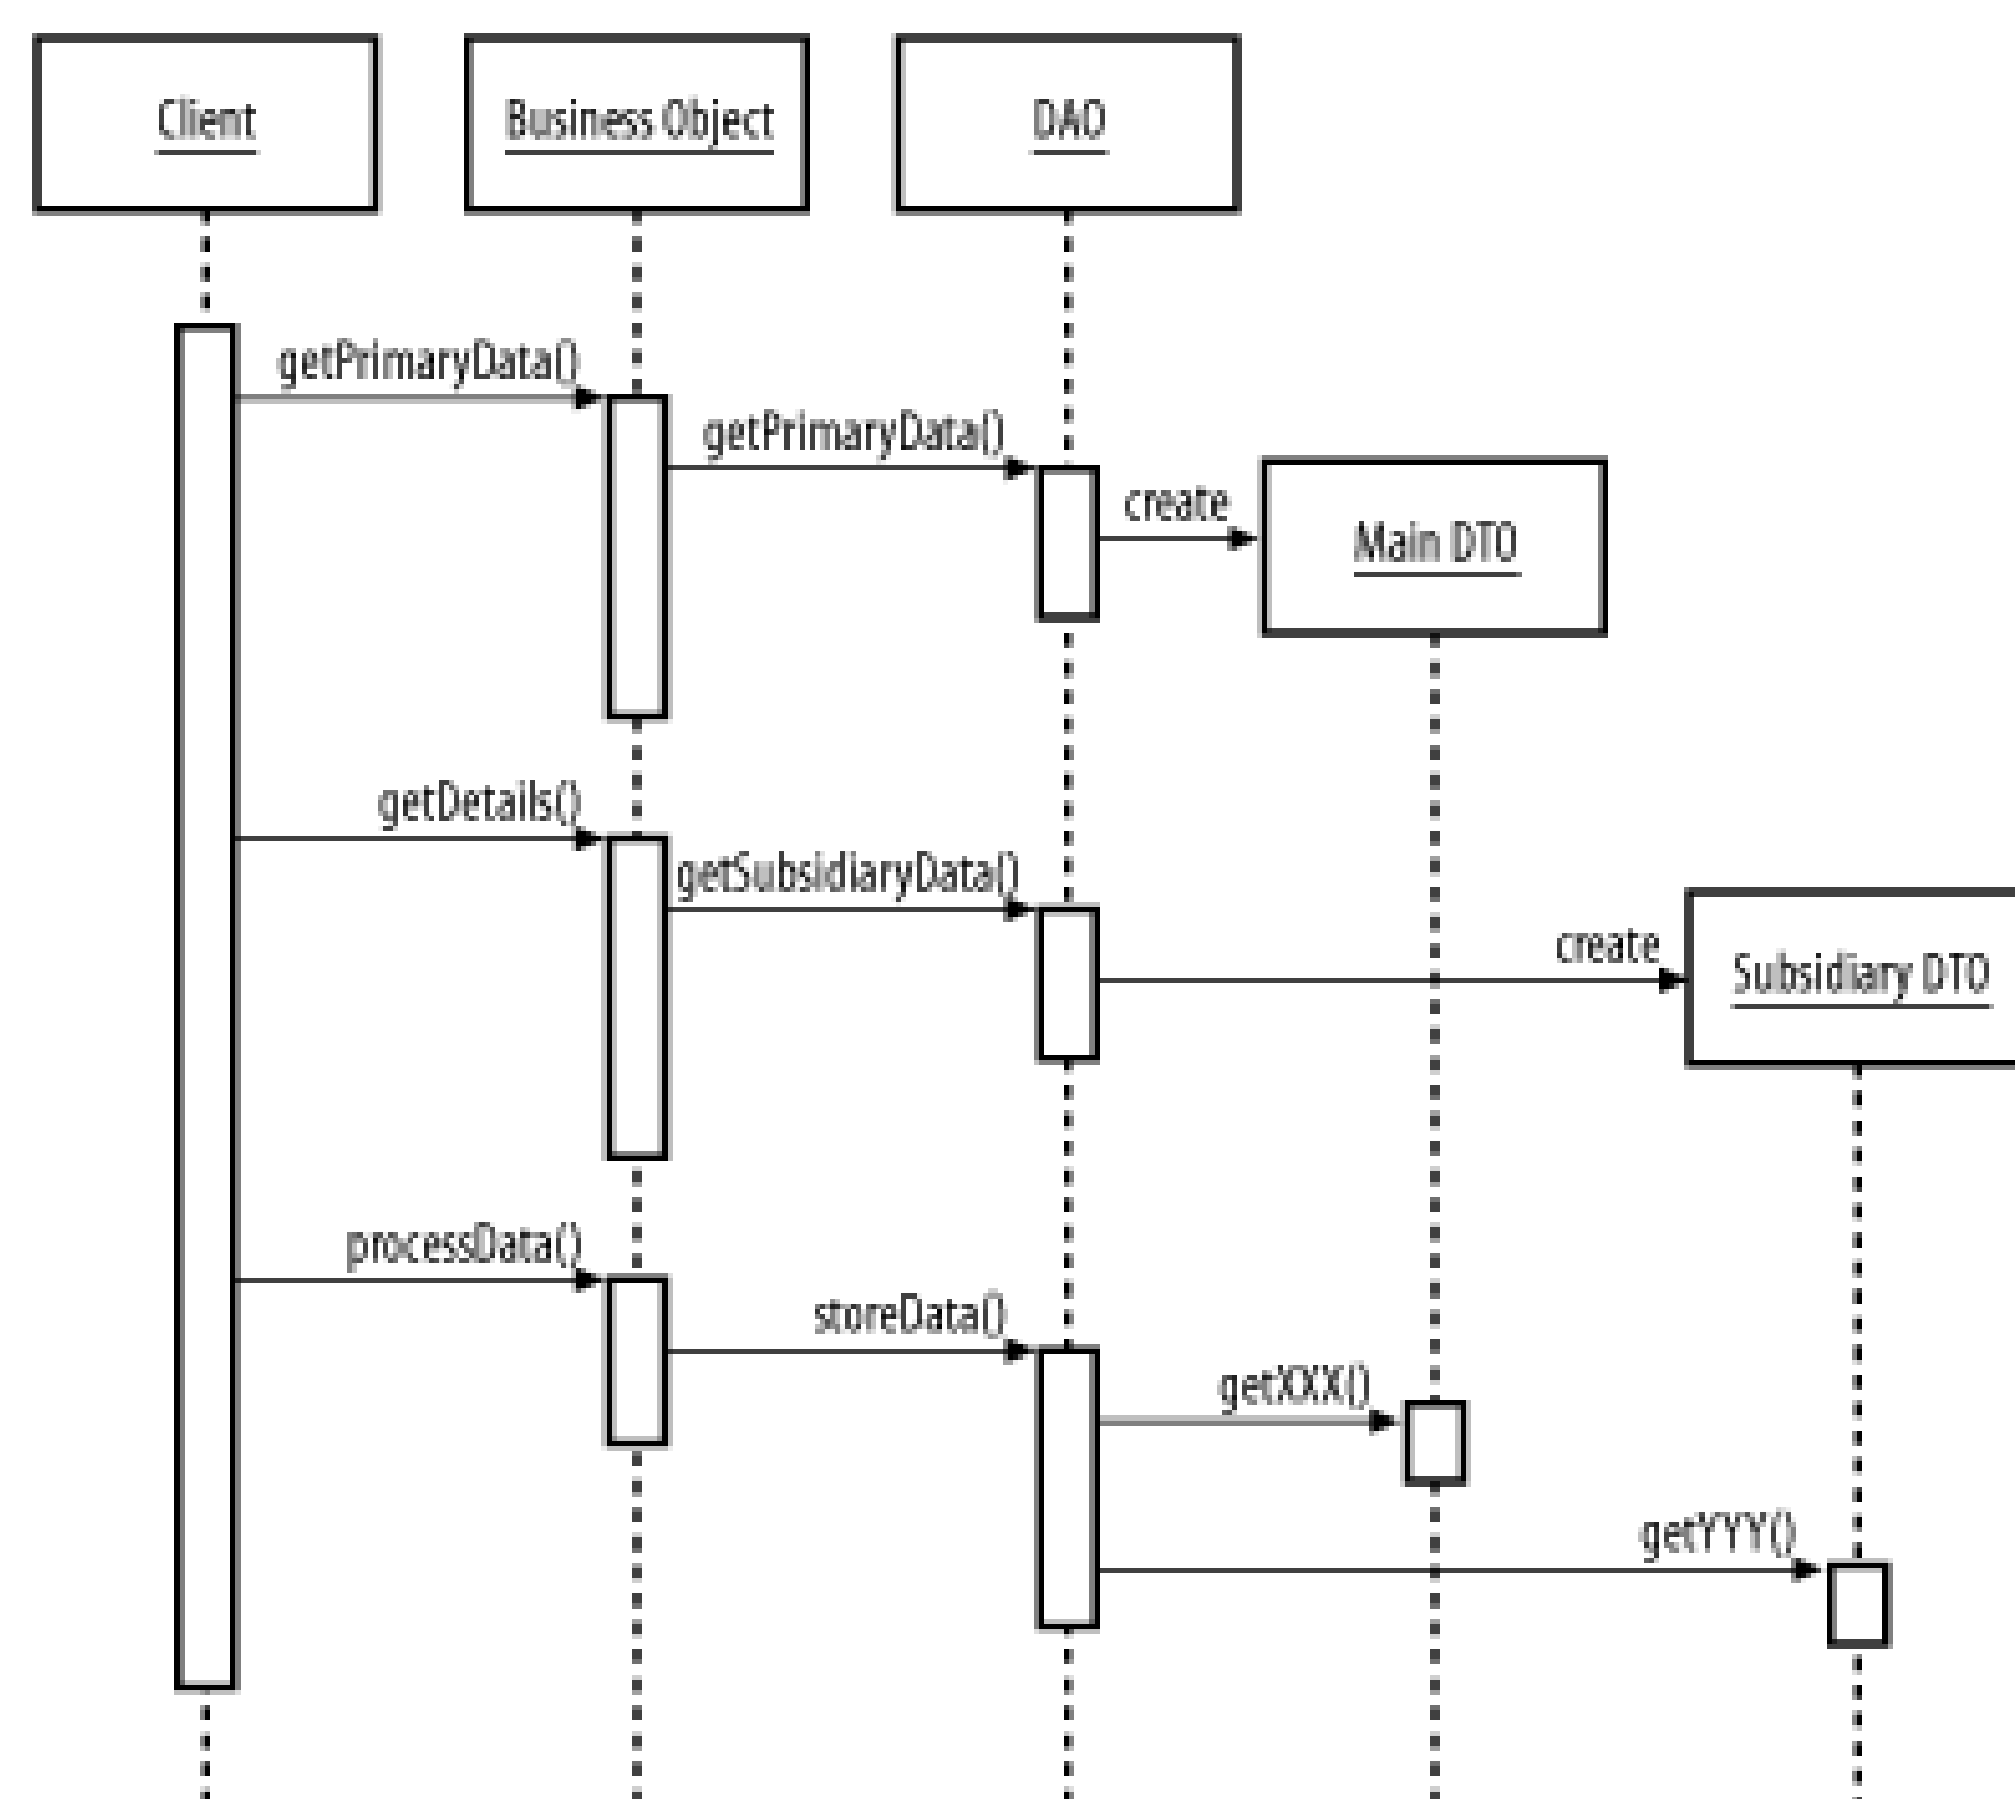 Client
Business Object
DAO
getPrimaryData()
getPrimaryData()
create
Main DTO
getDetails()
getSubsidiaryData()
create
Subsidiary DTO
processData()
storeData()
getXXX()
getYYY()